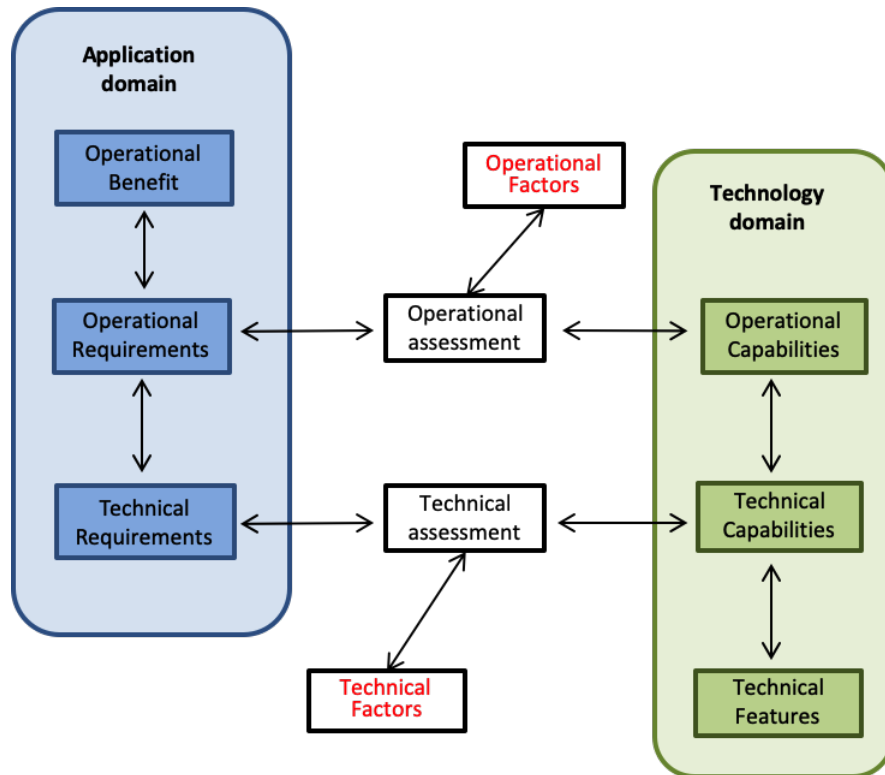 Application
domain
Operational
Benefit
Operational
Requirements
Technical
Requirements
Operational
Factors
Operational
assessment
Technical
assessment
Technical
Factors
Technology
domain
Operational
Capabilities
Technical
Capabilities
Technical
Features